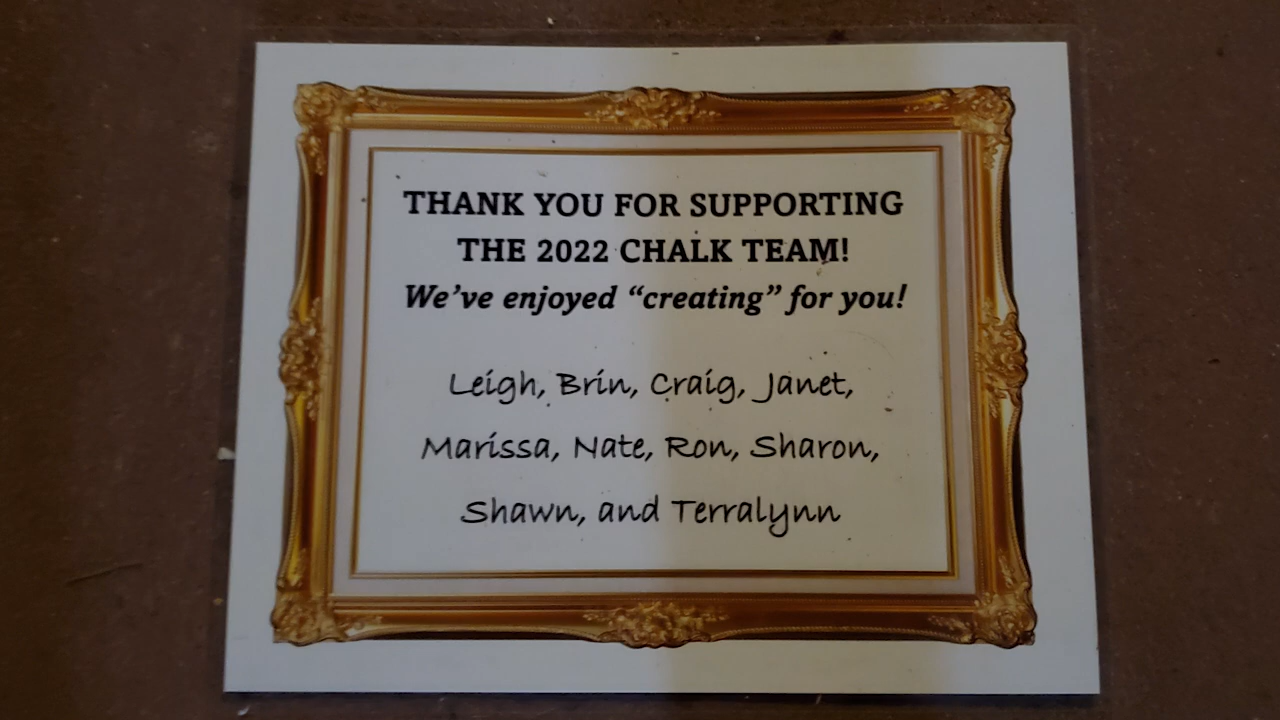 THANK YOU FOR SUPPORTING
THE 2022 CHALK TEAM!
We've enjoyed “creating” for you!
Leigh, Brin, Craig, Janet,
Marissa, Nate, Ron, Sharon,
Shawn, and Terralynn